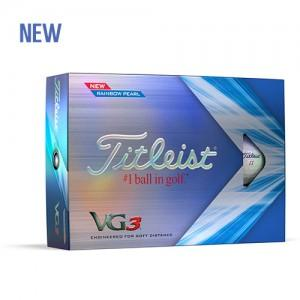 NEW
NEW
RAINBOW PEARL
Titleist
#1 ball in golf.
VG3
ENGINEERED FOR SOFT DISTANCE